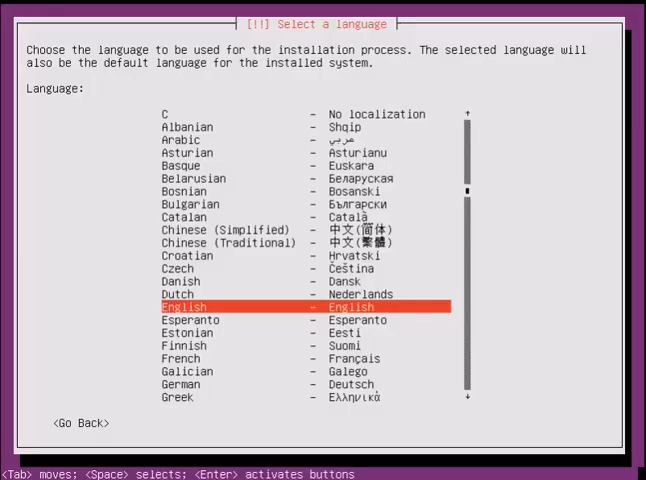 [!!] Select a language
Choose the language to be used for the installation process. The selected language will
also be the default language for the installed system.
Language:
C - No localization
Albanian - Shqip
Arabic - عربي
Asturian - Asturianu
Basque - Euskara
Belarusian - Беларуская
Bosnian - Bosanski
Bulgarian - Български
Catalan - Català
Chinese (Simplified) - 中文(简体)
Chinese (Traditional) - 中文(繁體)
Croatian - Hrvatski
Czech - Čeština
Danish - Dansk
Dutch - Nederlands
English - English
Esperanto - Esperanto
Estonian - Eesti
Finnish - Suomi
French - Français
Galician - Galego
German - Deutsch
Greek - Ελληνικά
<Go Back>
<Tab> moves; <Space> selects; <Enter> activates buttons